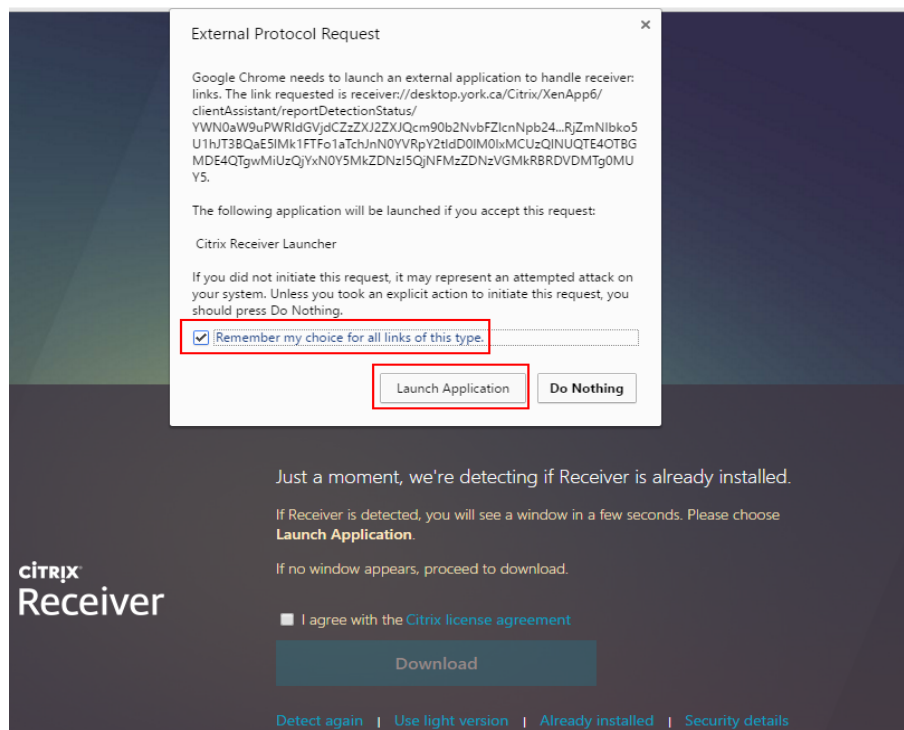 External Protocol Request
×
Google Chrome needs to launch an external application to handle receiver:
links. The link requested is receiver://desktop.york.ca/Citrix/XenApp6/
clientAssistant/reportDetectionStatus/
YWN0aW9uPWRldGVjdCZzZXJ2ZXJQcm90b2NvbFZlcnNpb24...RjZmNlbko5
U1hJT3BQaE5IMk1FTFo1aTchJnN0YVRpY2tldD0lM0IxMCUzQlNUQTE4OTBG
MDE4QTgwMiUzQjYxN0Y5MkZDNzI5QjNFMzZDNzVGMkRBRDVDMTg0MU
Y5.
The following application will be launched if you accept this request:
Citrix Receiver Launcher
If you did not initiate this request, it may represent an attempted attack on
your system. Unless you took an explicit action to initiate this request, you
should press Do Nothing.
Remember my choice for all links of this type.
Launch Application Do Nothing
Just a moment, we're detecting if Receiver is already installed.
If Receiver is detected, you will see a window in a few seconds. Please choose
Launch Application.
If no window appears, proceed to download.
CITRIX
Receiver
I agree with the Citrix license agreement
Download
Detect again | Use light version | Already installed | Security details